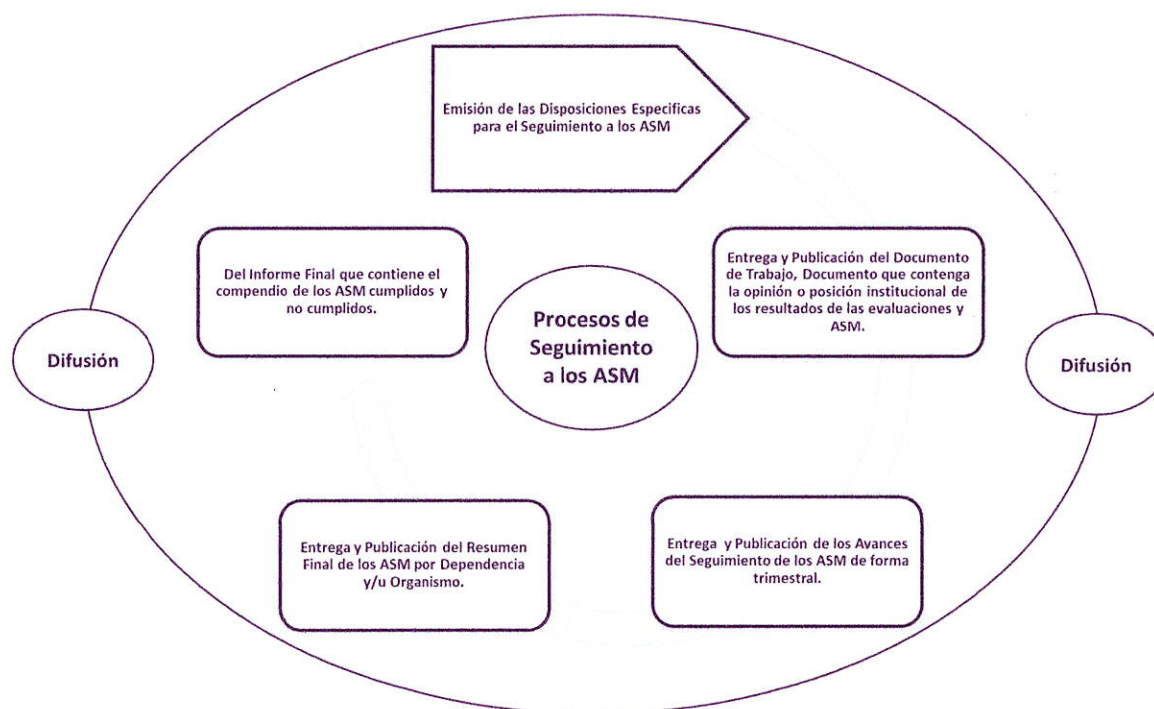 Emisión de las Disposiciones Especificas
para el Seguimiento a los ASM
Del Informe Final que contiene el
compendio de los ASM cumplidos y
no cumplidos.
Entrega y Publicación del Documento
de Trabajo, Documento que contenga
la opinión o posición institucional de
los resultados de las evaluaciones y
ASM.
Procesos de
Seguimiento
a los ASM
Difusión
Difusión
Entrega y Publicación del Resumen
Final de los ASM por Dependencia
y/u Organismo.
Entrega y Publicación de los Avances
del Seguimiento de los ASM de forma
trimestral.